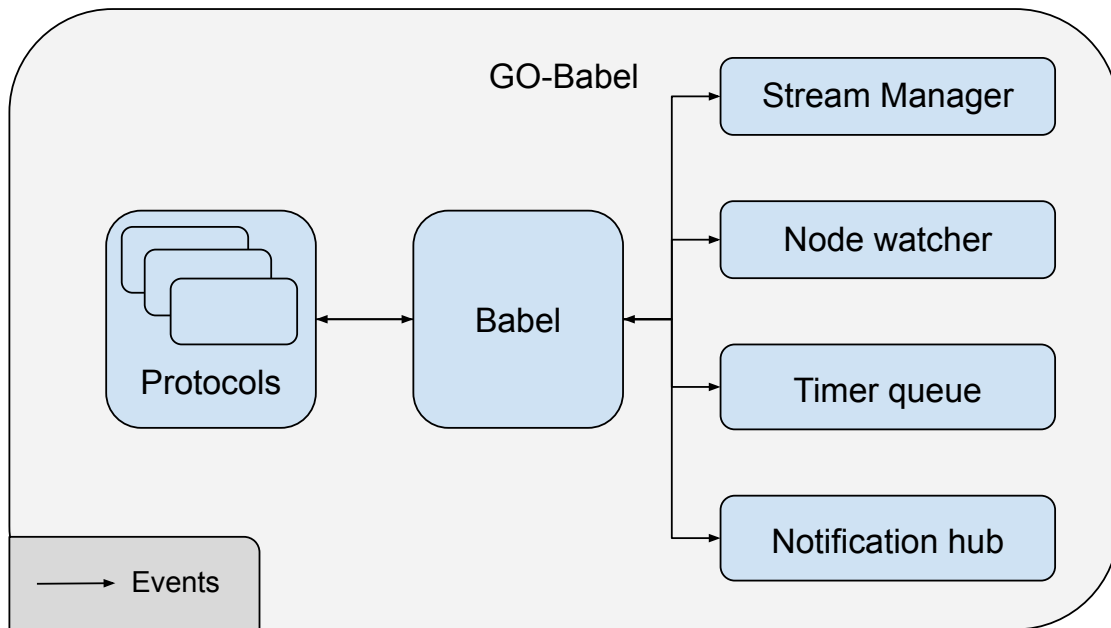 GO-Babel
Stream Manager
Node watcher
Protocols
Babel
Timer queue
Notification hub
Events